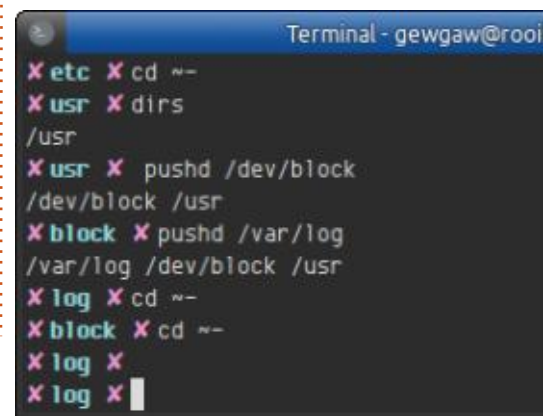 Terminal - gewgaw@rooi
✗ etc ✗ cd ~-
✗ usr ✗ dirs
/usr
✗ usr ✗ pushd /dev/block
/dev/block /usr
✗ block ✗ pushd /var/log
/var/log /dev/block /usr
✗ log ✗ cd ~-
✗ block ✗ cd ~-
✗ log ✗
✗ log ✗